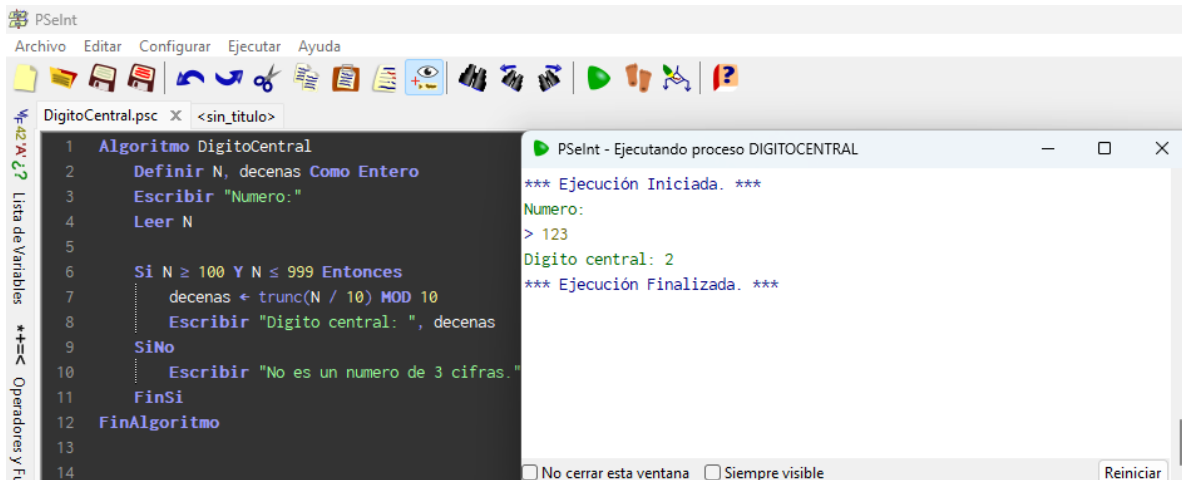 PSeInt
Archivo Editar Configurar Ejecutar Ayuda
DigitoCentral.psc X <sin_titulo>
42 'A' ¿?
Lista de Variables
*+=<
Operadores y Fu
1 Algoritmo DigitoCentral
2 Definir N, decenas Como Entero
3 Escribir "Numero:"
4 Leer N
5
6 Si N ≥ 100 Y N ≤ 999 Entonces
7 decenas ← trunc(N / 10) MOD 10
8 Escribir "Digito central: ", decenas
9 SiNo
10 Escribir "No es un numero de 3 cifras."
11 FinSi
12 FinAlgoritmo
13
14
PSeInt - Ejecutando proceso DIGITOCENTRAL
*** Ejecución Iniciada. ***
Numero:
> 123
Digito central: 2
*** Ejecución Finalizada. ***
No cerrar esta ventana Siempre visible Reiniciar